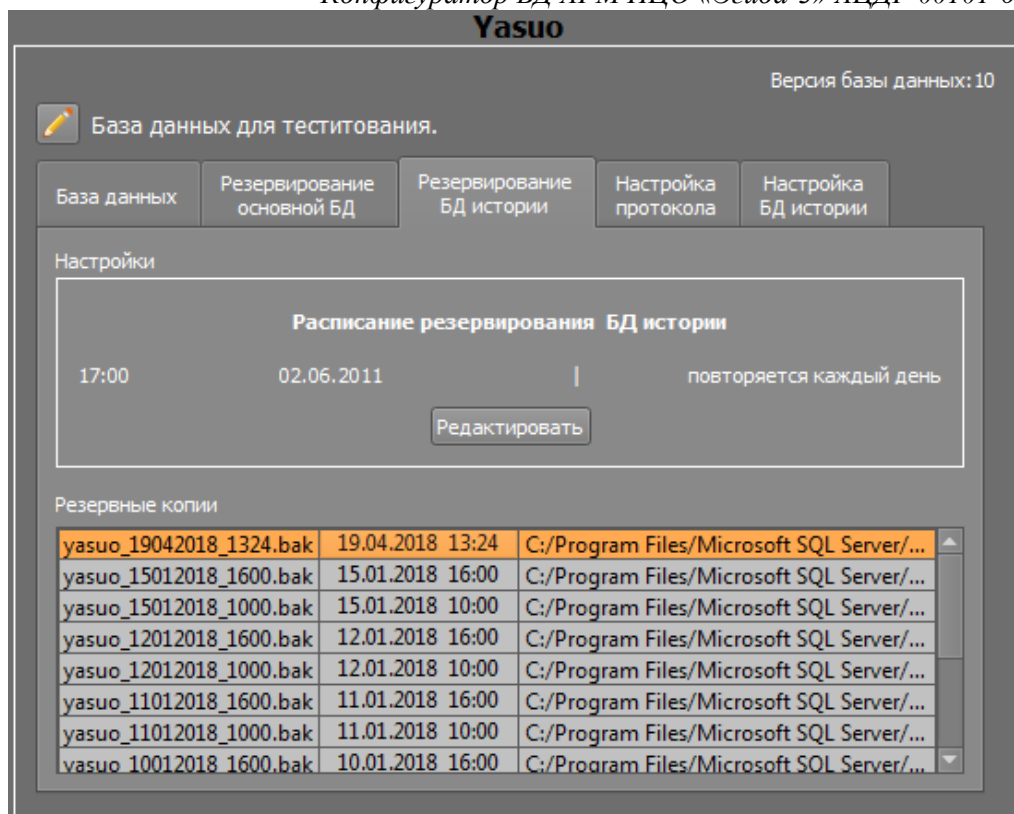 Yasuo
Версия базы данных:10
База данных для теститования.
База данных
Резервирование
основной БД
Резервирование
БД истории
Настройка
протокола
Настройка
БД истории
Настройки
Расписание резервирования БД истории
17:00 02.06.2011 | повторяется каждый день
Редактировать
Резервные копии
yasuo_19042018_1324.bak 19.04.2018 13:24 C:/Program Files/Microsoft SQL Server/...
yasuo_15012018_1600.bak 15.01.2018 16:00 C:/Program Files/Microsoft SQL Server/...
yasuo_15012018_1000.bak 15.01.2018 10:00 C:/Program Files/Microsoft SQL Server/...
yasuo_12012018_1600.bak 12.01.2018 16:00 C:/Program Files/Microsoft SQL Server/...
yasuo_12012018_1000.bak 12.01.2018 10:00 C:/Program Files/Microsoft SQL Server/...
yasuo_11012018_1600.bak 11.01.2018 16:00 C:/Program Files/Microsoft SQL Server/...
yasuo_11012018_1000.bak 11.01.2018 10:00 C:/Program Files/Microsoft SQL Server/...
yasuo_10012018_1600.bak 10.01.2018 16:00 C:/Program Files/Microsoft SQL Server/...